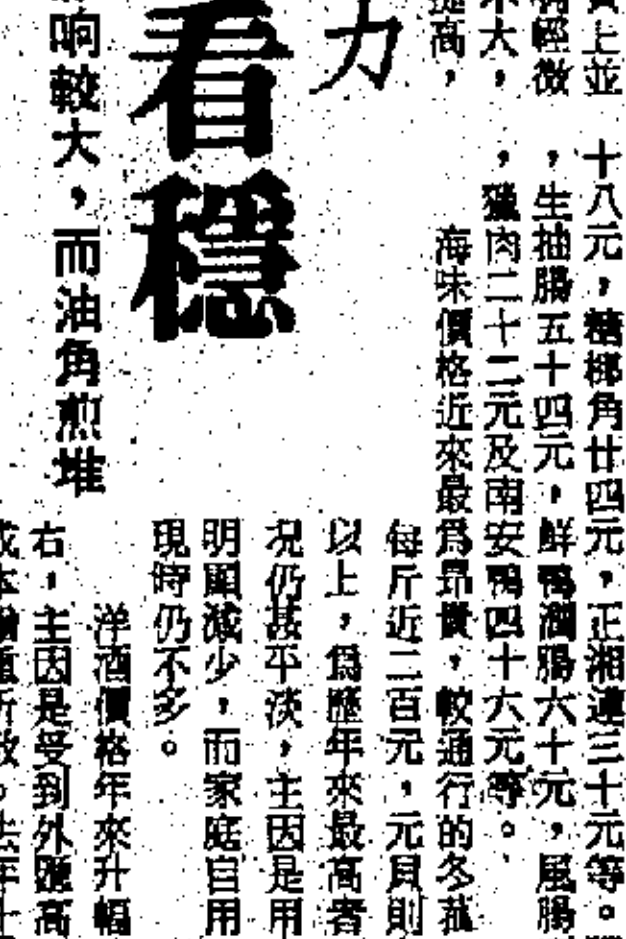 上並
輕微
十八元，糖椰角廿四元，正湘蓮三十元等。
，生抽腸五十四元，鮮鴨潤腸六十元，風腸
，臘肉二十二元及南安鴨四十六元等。
大，
提高，
海味價格近來最爲昻貴，較通行的冬菰
每斤近二百元，元貝則
以上，爲歷年來最高者
況仍甚平淡，主因是用
明顯減少，而家庭自用
現時仍不多。
力
看穩
响較大，而油角煎堆
洋酒價格年來升幅
右，主因是受到外匯高
成本